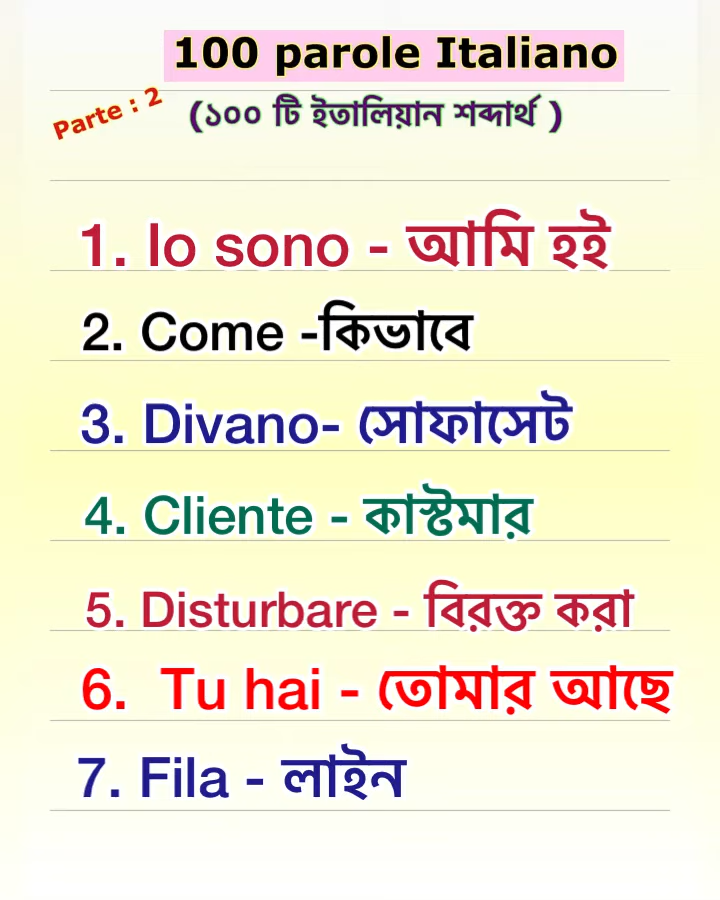 100 parole Italiano
Parte : 2
(১০০ টি ইতালিয়ান শব্দার্থ )
1. Io sono - আমি হই
2. Come -কিভাবে
3. Divano- সোফাসেট
4. Cliente - কাস্টমার
5. Disturbare - বিরক্ত করা
6. Tu hai - তোমার আছে
7. Fila - লাইন